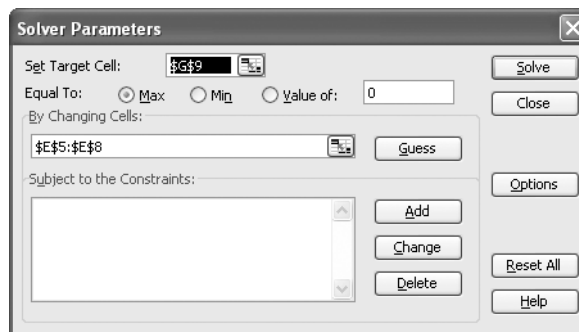 Solver Parameters
Set Target Cell: $G$9 Solve
Equal To: Max Min Value of: 0 Close
By Changing Cells:
$E$5:$E$8 Guess
Subject to the Constraints: Options
Add
Change
Delete Reset All
Help